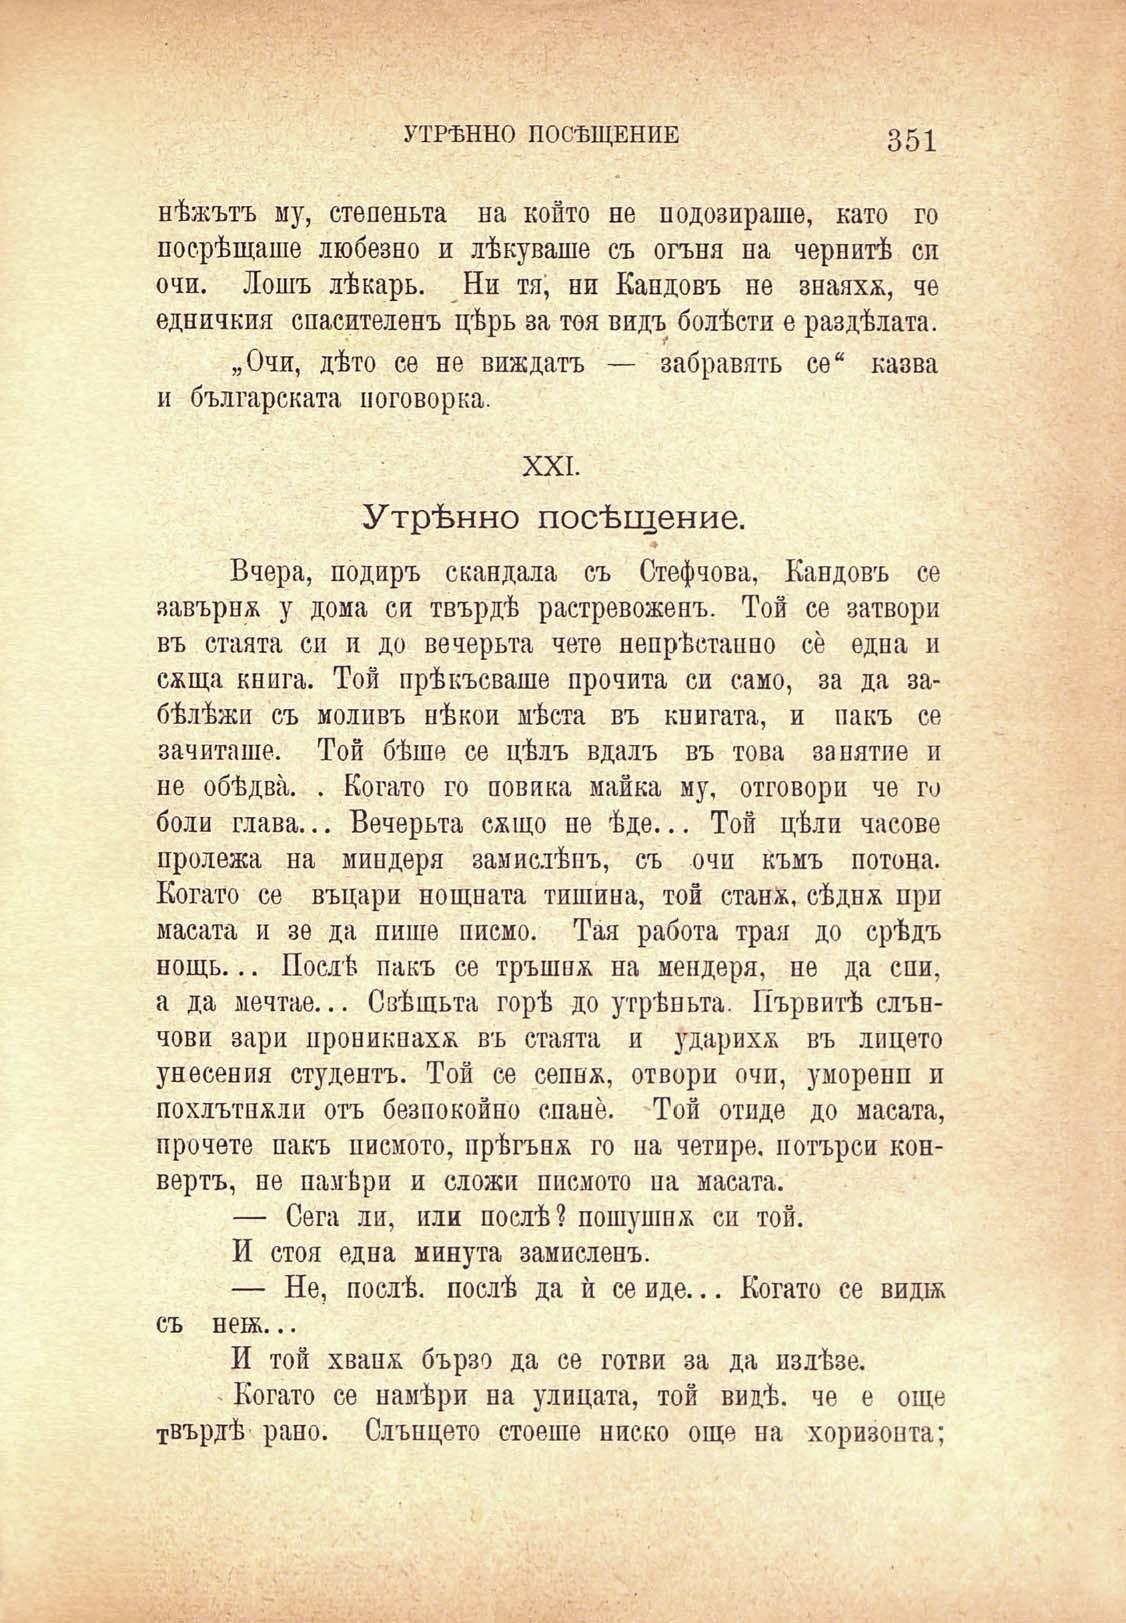 УТРѢННО ПОСѢЩЕНИЕ 351
нѣжътъ му, степеньта на който не подозираше, като го
посрѣщаше любезно и лѣкуваше съ огъня на чернитѣ си
очи. Лошъ лѣкарь. Ни тя, ни Кандовъ не знаяхѫ, че
едничкия спасителенъ цѣрь за тоя видъ болѣсти е раздѣлата.
„Очи, дѣто се не виждатъ — забравять се“ казва
и българската поговорка.
XXI.
Утрѣнно посѣщение.
Вчера, подиръ скандала съ Стефчова, Кандовъ се
завърнѫ у дома си твърдѣ растревоженъ. Той се затвори
въ стаята си и до вечерьта чете непрѣстанно сѐ една и
сѫща книга. Той прѣкъсваше прочита си само, за да за-
бѣлѣжи съ моливъ нѣкои мѣста въ книгата, и пакъ се
зачиташе. Той бѣше се цѣлъ вдалъ въ това занятие и
не обѣдва̀. . Когато го повика майка му, отговори че го
боли глава... Вечерьта сѫщо не ѣде... Той цѣли часове
пролежа на миндеря замислѣнъ, съ очи къмъ потона.
Когато се въцари нощната тишина, той станѫ, сѣднѫ при
масата и зе да пише писмо. Тая работа трая до срѣдъ
нощь... Послѣ пакъ се тръшнѫ на мендеря, не да спи,
а да мечтае... Свѣщьта горѣ до утрѣньта. Първитѣ слън-
чови зари проникнахѫ въ стаята и ударихѫ въ лицето
унесения студентъ. Той се сепнѫ, отвори очи, уморени и
похлътнѫли отъ безпокойно спанѐ. Той отиде до масата,
прочете пакъ писмото, прѣгънѫ го на четире, потърси кон-
вертъ, не намѣри и сложи писмото на масата.
— Сега ли, или послѣ? пошушнѫ си той.
И стоя една минута замисленъ.
— Не, послѣ. послѣ да ѝ се иде... Когато се видѭ
съ неѭ...
И той хванѫ бързо да се готви за да излѣзе.
Когато се намѣри на улицата, той видѣ. че е още
твърдѣ рано. Слънцето стоеше ниско още на хоризонта;